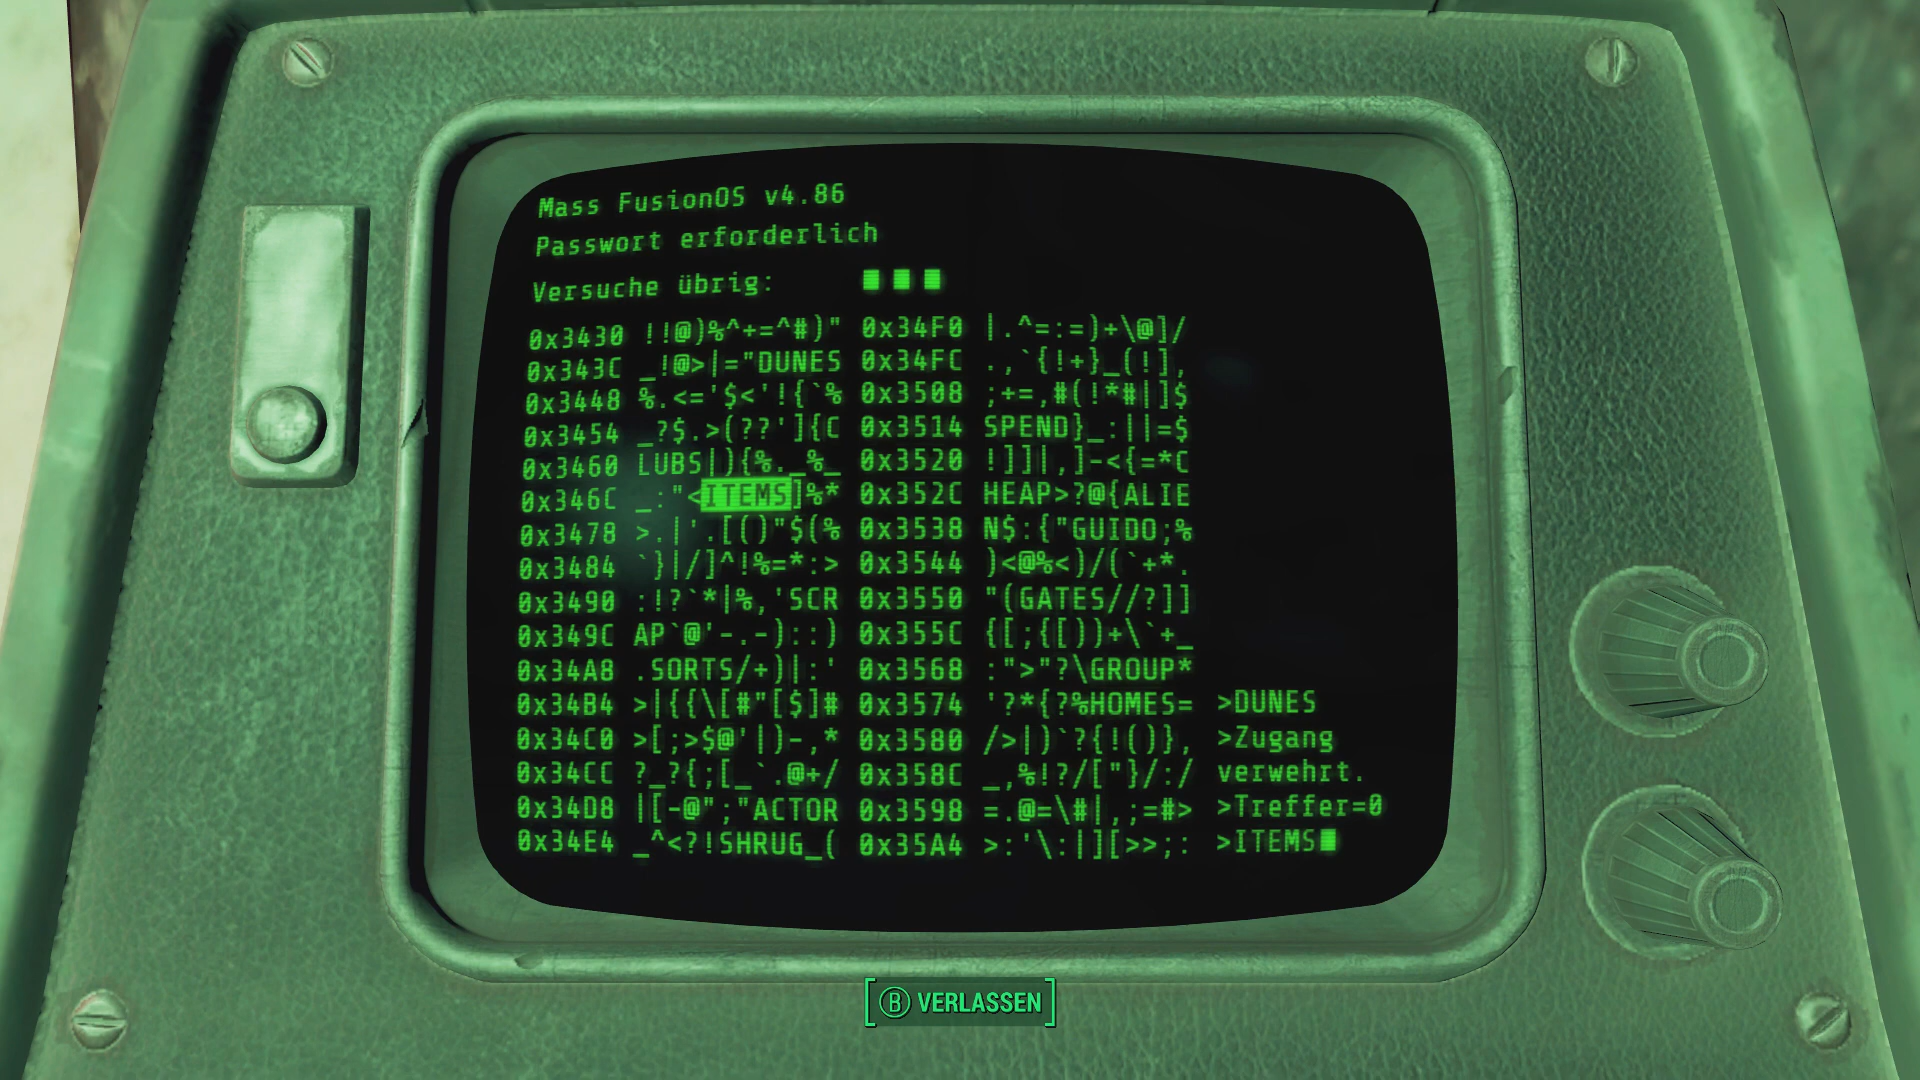 Mass FusionOS v4.86
Passwort erforderlich
Versuche übrig: ■ ■ ■
0x3430 !!@)%^+=^#)" 0x34F0 |.^=:=)+\@]/
0x343C _!@>|="DUNES 0x34FC .,`{!+}_(!],
0x3448 %.<='$<'!{`% 0x3508 ;+=,#(!*#|]$
0x3454 _?$.>(??']{C 0x3514 SPEND}_:||=$
0x3460 LUBS|){%._%_ 0x3520 !]]|,]-<{=*C
0x346C _:"<ITEMS]%* 0x352C HEAP>?@{ALIE
0x3478 >.|'.[()"$(% 0x3538 N$:{"GUIDO;%
0x3484 `}|/]^!%=*:> 0x3544 )<@%<)/(`+*.
0x3490 :!?`*|%,'SCR 0x3550 "(GATES//?]]
0x349C AP`@'-.-)::) 0x355C {[;{[))+\`+_
0x34A8 .SORTS/+)|:' 0x3568 :">"?\GROUP*
0x34B4 >|{{\[#"[$]# 0x3574 '?*{?%HOMES= >DUNES
0x34C0 >[;>$@'|)-,* 0x3580 />|)`?{!()}, >Zugang
0x34CC ?_?{;[_`.@+/ 0x358C _,%!?/["}/:/ verwehrt.
0x34D8 |[-@";"ACTOR 0x3598 =.@=\#|,;=#> >Treffer=0
0x34E4 _^<?!SHRUG_( 0x35A4 >:'\:|][>>;: >ITEMS■
[Ⓑ VERLASSEN]